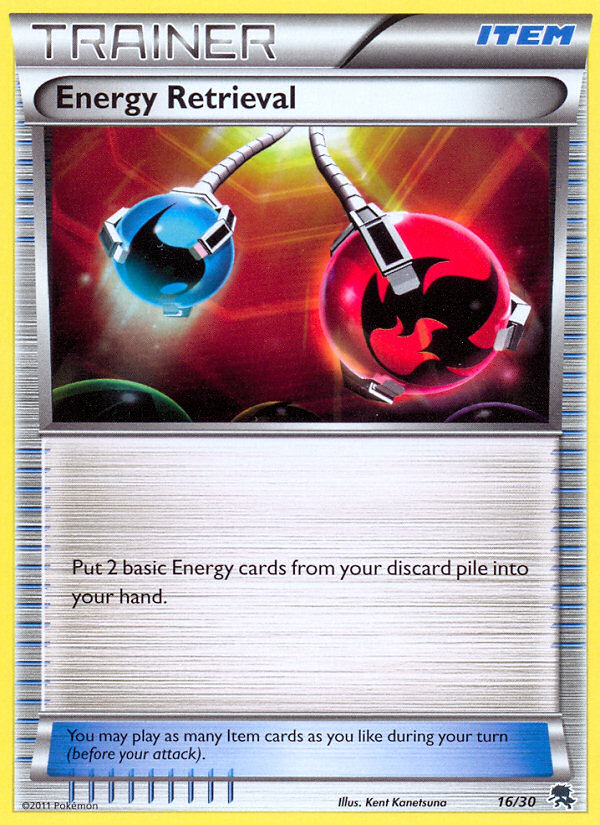 TRAINER
ITEM
Energy Retrieval
Put 2 basic Energy cards from your discard pile into
your hand.
You may play as many Item cards as you like during your turn
(before your attack).
©2011 Pokémon
Illus. Kent Kanetsuna
16/30